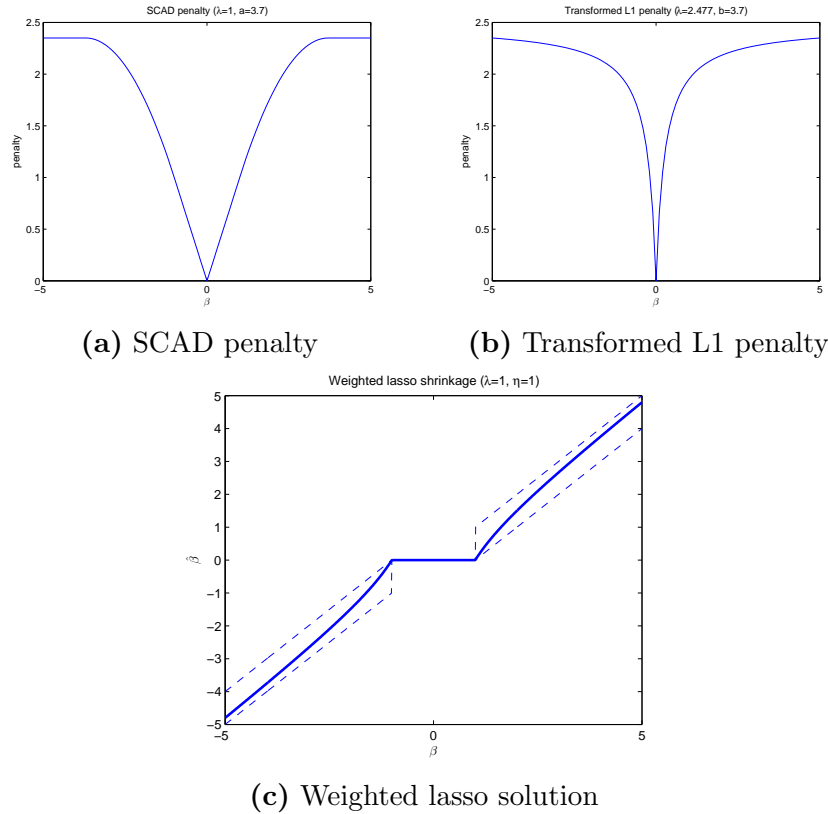 SCAD penalty (λ=1, a=3.7)
2.5
2
1.5
1
0.5
0
penalty
−5
0
5
β
(a) SCAD penalty
Transformed L1 penalty (λ=2.477, b=3.7)
2.5
2
1.5
1
0.5
0
penalty
−5
0
5
β
(b) Transformed L1 penalty
Weighted lasso shrinkage (λ=1, η=1)
5
4
3
2
1
0
−1
−2
−3
−4
−5
β̂
−5
0
5
β
(c) Weighted lasso solution